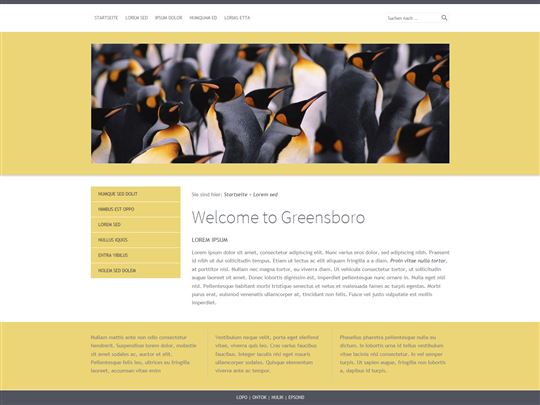 STARTSEITE LOREM SED IPSUM DOLOR NUMQUAM ED LORIAS ETTA
Suchen nach ...
NUMQUE SED DOLIT
NIMBUS EST OPPO
LOREM SED
NULLUS IQUIIS
ENTRA VIBILUS
NOLEM SED DOLEM
Sie sind hier: Startseite » Lorem sed
Welcome to Greensboro
LOREM IPSUM
Lorem ipsum dolor sit amet, consectetur adipiscing elit. Nunc varius eros dolor, sed adipiscing nibh. Praesent
id nibh ut dui sollicitudin tempus. Etiam ut lectus ac elit aliquam fringilla a a diam. Proin vitae nulla tortor,
at porttitor nisl. Nullam nec magna tortor, eu viverra diam. Ut vehicula consectetur tortor, ut sollicitudin
augue laoreet sit amet. Donec lobortis dignissim est, imperdiet pellentesque nunc ornare in. Nulla eget nisl
est. Pellentesque habitant morbi tristique senectus et netus et malesuada fames ac turpis egestas. Morbi
purus erat, euismod venenatis ullamcorper at, tincidunt non felis. Fusce vel justo vulputate est mollis
imperdiet.
Nullam mattis ante non odio consectetur
hendrerit. Suspendisse lorem dolor, molestie
sit amet sodales ac, auctor et elit.
Pellentesque felis leo, ultrices eu fringilla
laoreet, accumsan vitae enim
Vestibulum neque velit, porta eget eleifend
vitae, viverra quis leo. Cras varius faucibus
faucibus. Integer iaculis nisi eget mauris
ullamcorper sodales. Quisque elementum
viverra ante ac tempor.
Phasellus pharetra pellentesque nulla eu
dictum. In lobortis urna id tellus vestibulum
vitae lacinia nisl consectetur. In vel semper
turpis. Ut sapien augue, fringilla non lobortis
a, dapibus id turpis.
LOPO | ONTOK | MULIK | EPSOND